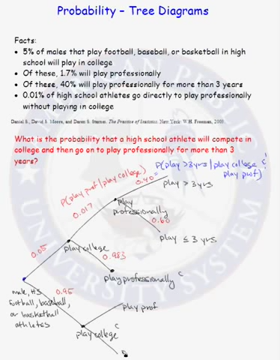 Probability – Tree Diagrams
Facts:
• 5% of males that play football, baseball, or basketball in high
school will play in college
• Of these, 1.7% will play professionally
• Of these, 40% will play professionally for more than 3 years
• 0.01% of high school athletes go directly to play professionally
without playing in college
Daniel S., David S. Moore, and Daren S. Starnes. The Practice of Statistics. New York: W. H. Freeman, 2008.
What is the probability that a high school athlete will compete in
college and then go on to play professionally for more than 3
years?
P(play >3yrs | play college &
play prof)
P(play prof | play college)
0.40
play > 3 yrs
0.017
play
professionally
0.60
play ≤ 3 yrs.
0.05
play college
0.983
play professionally c
male, HS
football, baseball,
or basketball
athletes
0.95
play prof
play college c